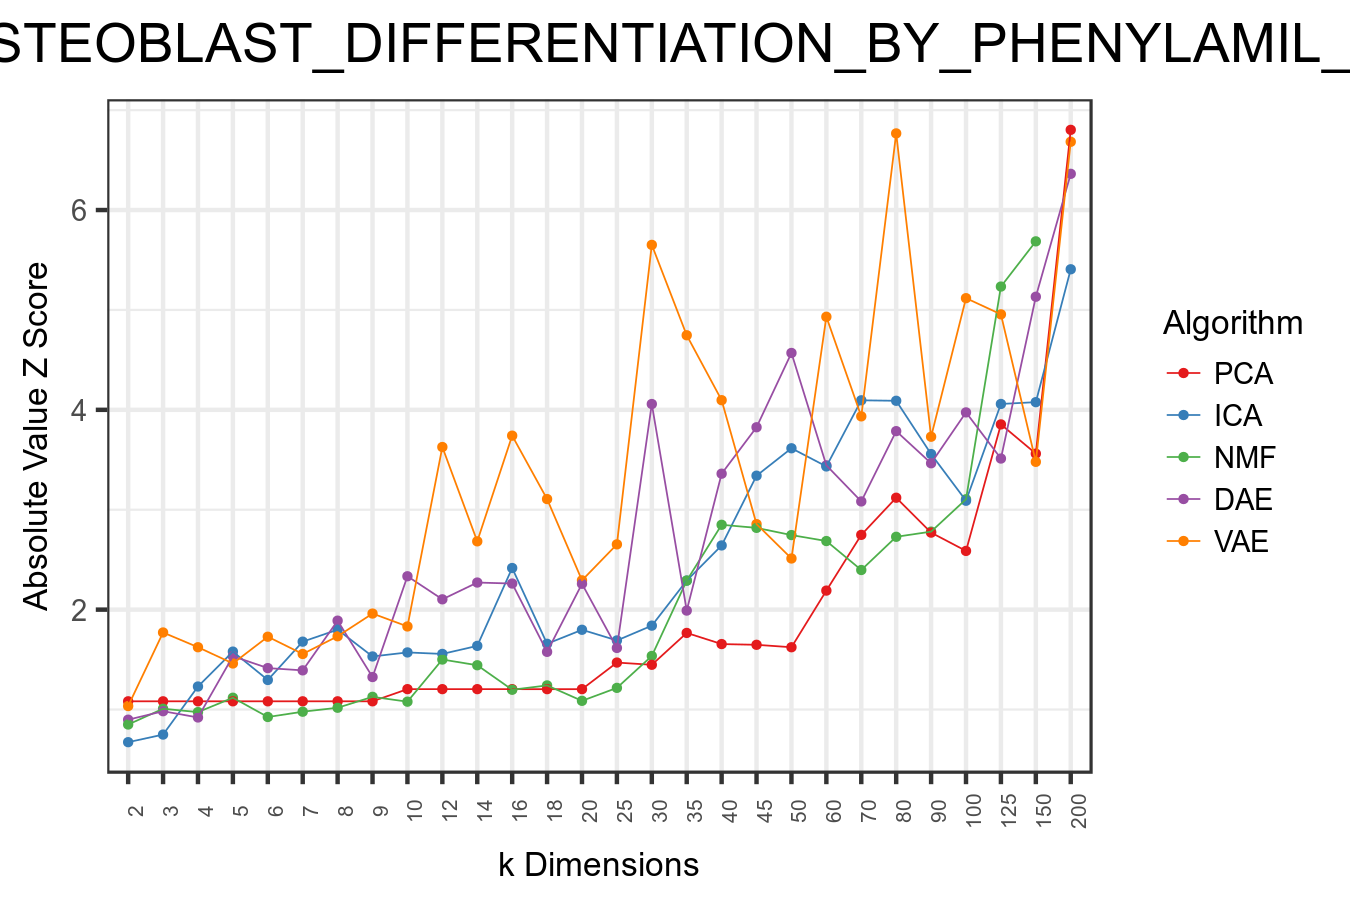 STEOBLAST_DIFFERENTIATION_BY_PHENYLAMIL_
6
4
2
Absolute Value Z Score
2 3 4 5 6 7 8 9 10 12 14 16 18 20 25 30 35 40 45 50 60 70 80 90 100 125 150 200
k Dimensions
Algorithm
PCA
ICA
NMF
DAE
VAE